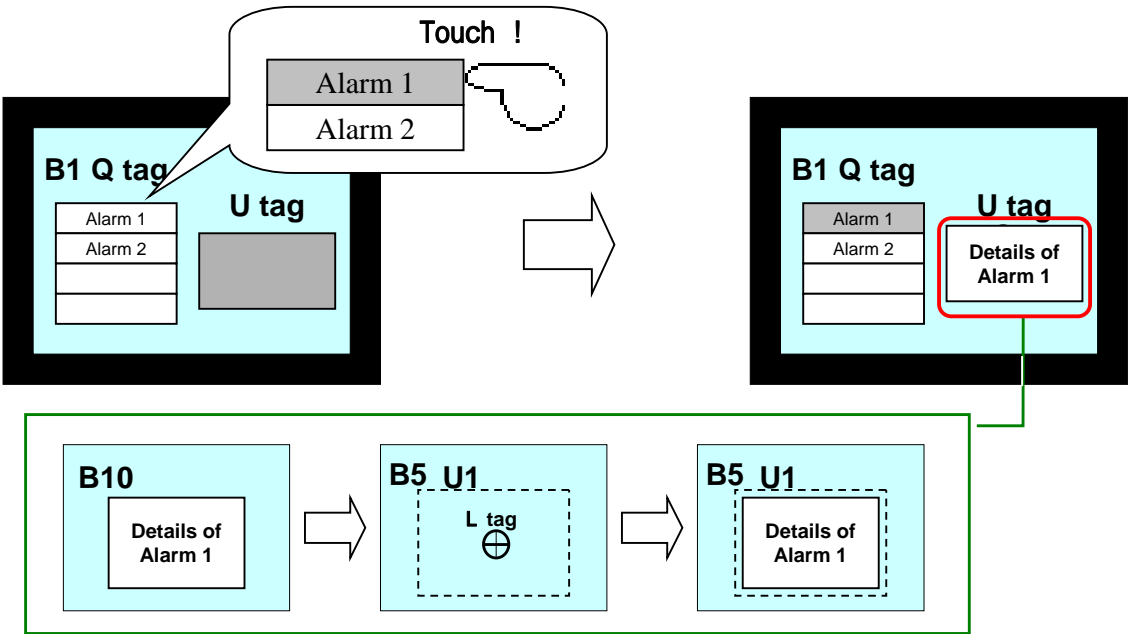 Touch !
Alarm 1
Alarm 2
B1 Q tag
U tag
Alarm 1
Alarm 2
B1 Q tag
U tag
Alarm 1
Alarm 2
Details of
Alarm 1
B10
Details of
Alarm 1
B5 U1
L tag
B5 U1
Details of
Alarm 1